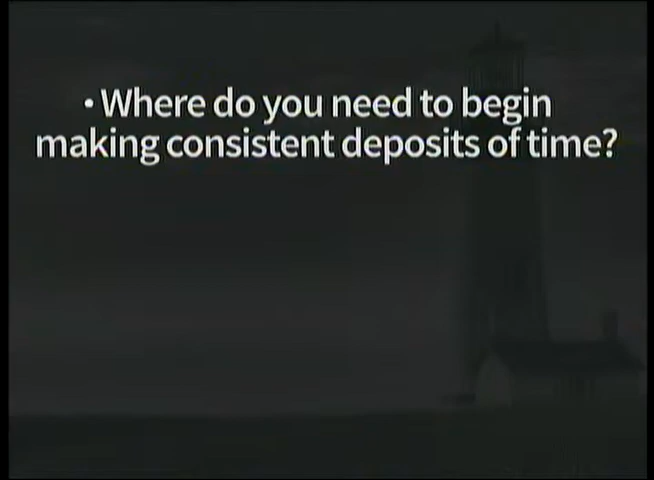 • Where do you need to begin
making consistent deposits of time?